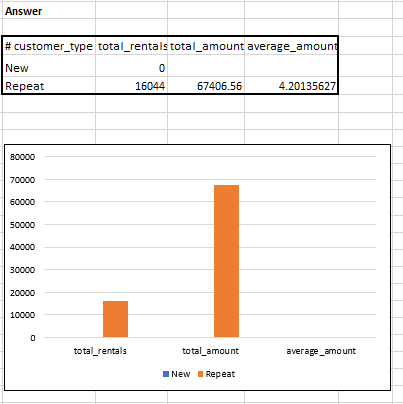 Answer
# customer_type total_rentals total_amount average_amount
New 0
Repeat 16044 67406.56 4.20135627
80000
70000
60000
50000
40000
30000
20000
10000
0
total_rentals total_amount average_amount
New Repeat